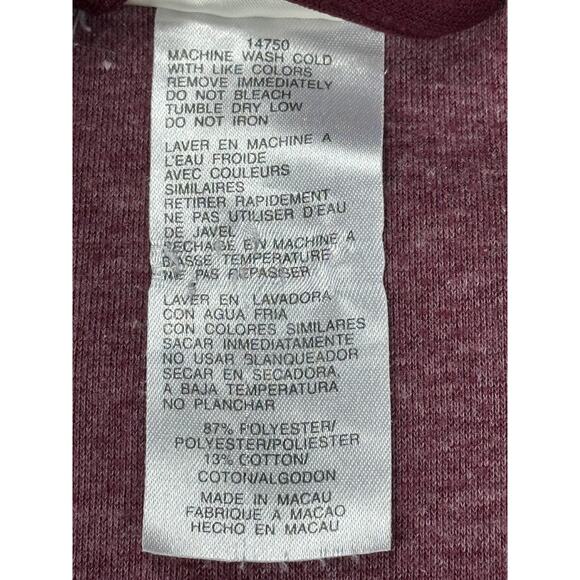 14750
MACHINE WASH COLD
WITH LIKE COLORS
REMOVE IMMEDIATELY
DO NOT BLEACH
TUMBLE DRY LOW
DO NOT IRON
LAVER EN MACHINE A
L'EAU FROIDE
AVEC COULEURS
SIMILAIRES
RETIRER RAPIDEMENT
NE PAS UTILISER D'EAU
DE JAVEL
SECHAGE EN MACHINE A
BASSE TEMPERATURE
NE PAS REPASSER
LAVER EN LAVADORA
CON AGUA FRIA
CON COLORES SIMILARES
SACAR INMEDIATAMENTE
NO USAR BLANQUEADOR
SECAR EN SECADORA
A BAJA TEMPERATURA
NO PLANCHAR
87% POLYESTER/
POLYESTER/POLIESTER
13% COTTON/
COTON/ALGODON
MADE IN MACAU
FABRIQUE A MACAO
HECHO EN MACAU